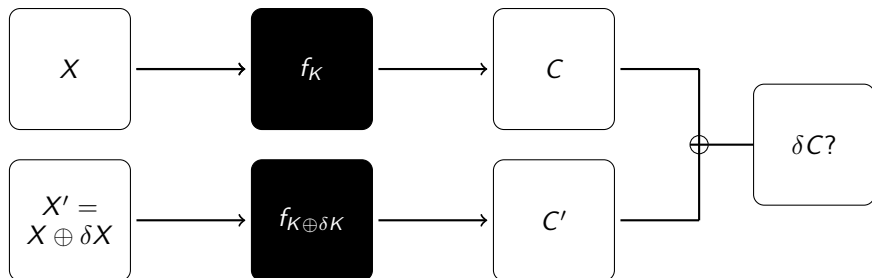 X
f_K
C
δC?
X′ =
X ⊕ δX
f_{K⊕δK}
C′